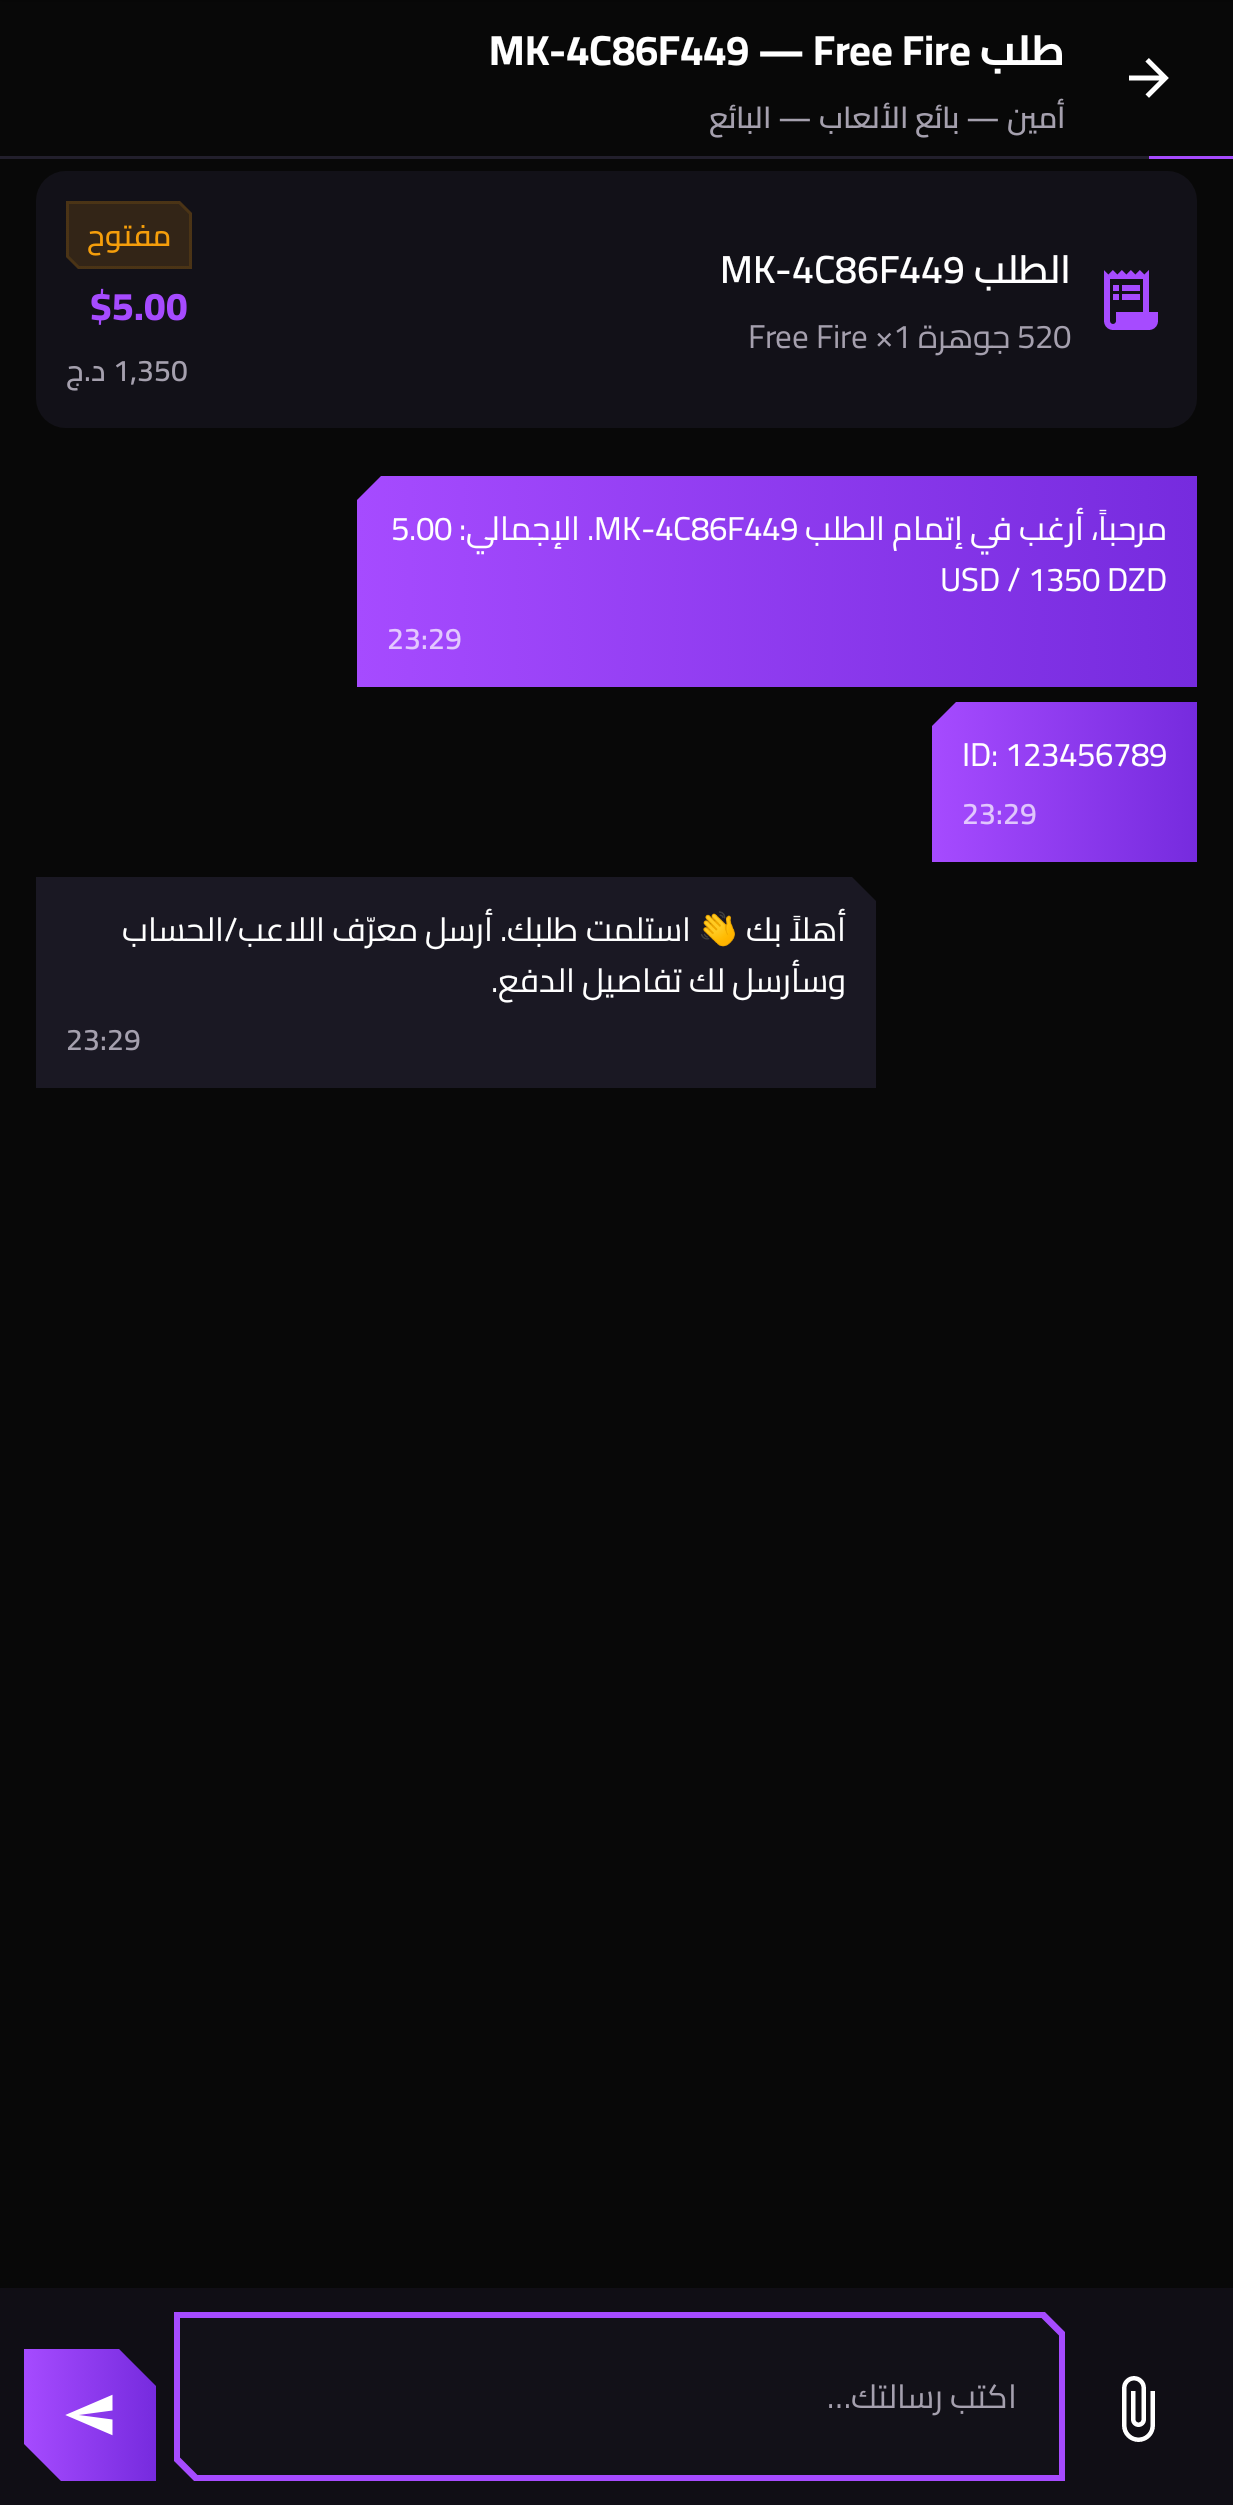 طلب MK-4C86F449 — Free Fire
أمين — بائع الألعاب — البائع
مفتوح
الطلب MK-4C86F449
$5.00
520 جوهرة Free Fire ×1
1,350 د.ج
مرحباً، أرغب في إتمام الطلب MK-4C86F449. الإجمالي: 5.00
USD / 1350 DZD
23:29
ID: 123456789
23:29
أهلاً بك 👋 استلمت طلبك. أرسل معرّف اللاعب/الحساب
وسأرسل لك تفاصيل الدفع.
23:29
اكتب رسالتك...